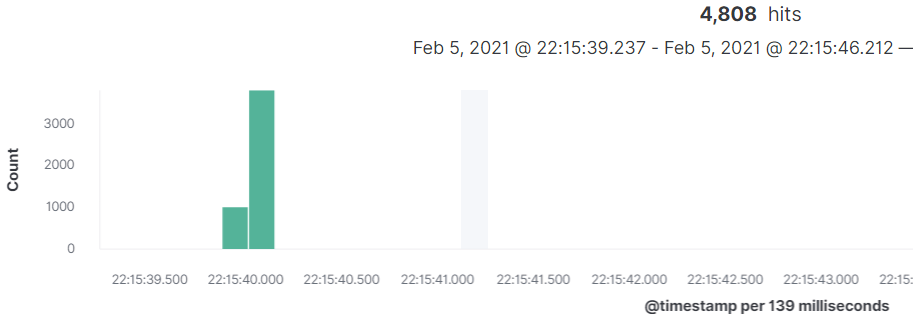 4,808 hits
Feb 5, 2021 @ 22:15:39.237 - Feb 5, 2021 @ 22:15:46.212 —
3000
2000
1000
0
Count
22:15:39.500 22:15:40.000 22:15:40.500 22:15:41.000 22:15:41.500 22:15:42.000 22:15:42.500 22:15:43.000 22:15:
@timestamp per 139 milliseconds